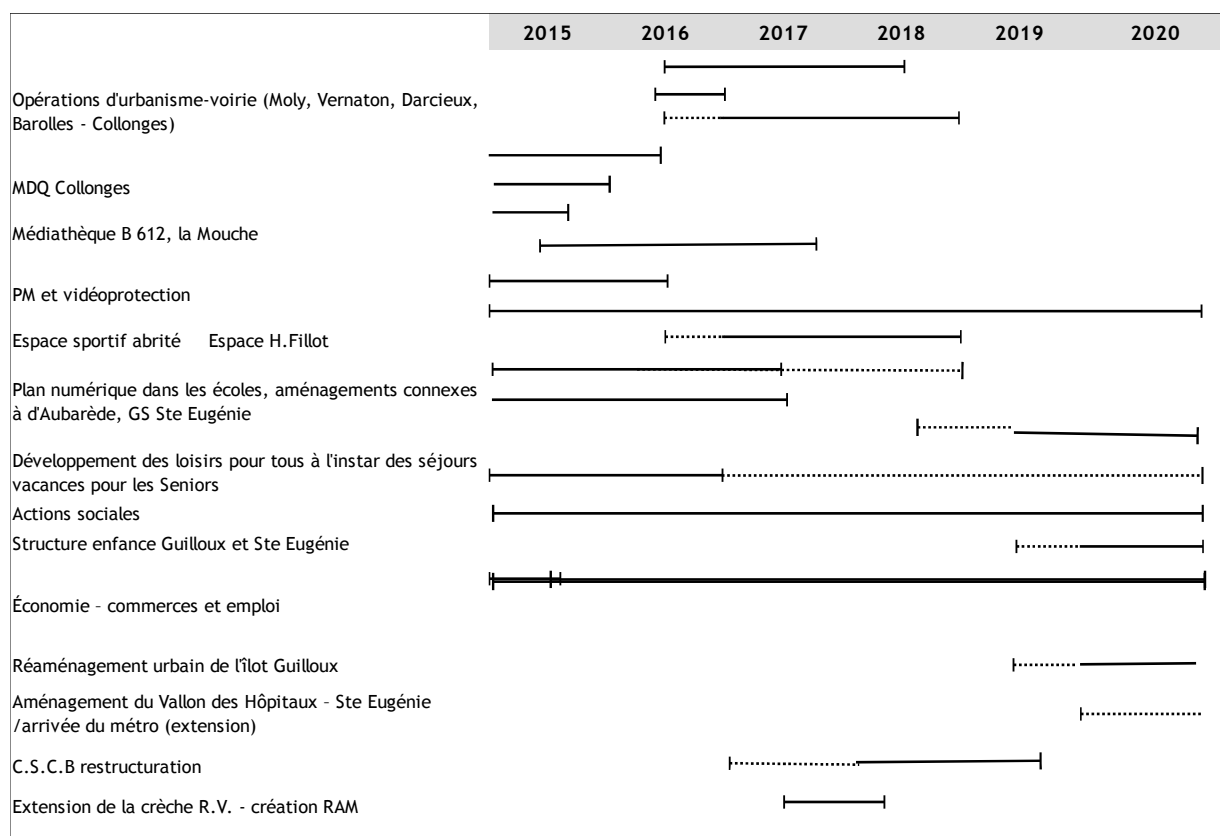 2015 2016 2017 2018 2019 2020
Opérations d'urbanisme-voirie (Moly, Vernaton, Darcieux,
Barolles - Collonges)
MDQ Collonges
Médiathèque B 612, la Mouche
PM et vidéoprotection
Espace sportif abrité Espace H.Fillot
Plan numérique dans les écoles, aménagements connexes
à d'Aubarède, GS Ste Eugénie
Développement des loisirs pour tous à l'instar des séjours
vacances pour les Seniors
Actions sociales
Structure enfance Guilloux et Ste Eugénie
Économie – commerces et emploi
Réaménagement urbain de l'îlot Guilloux
Aménagement du Vallon des Hôpitaux – Ste Eugénie
/arrivée du métro (extension)
C.S.C.B restructuration
Extension de la crèche R.V. - création RAM